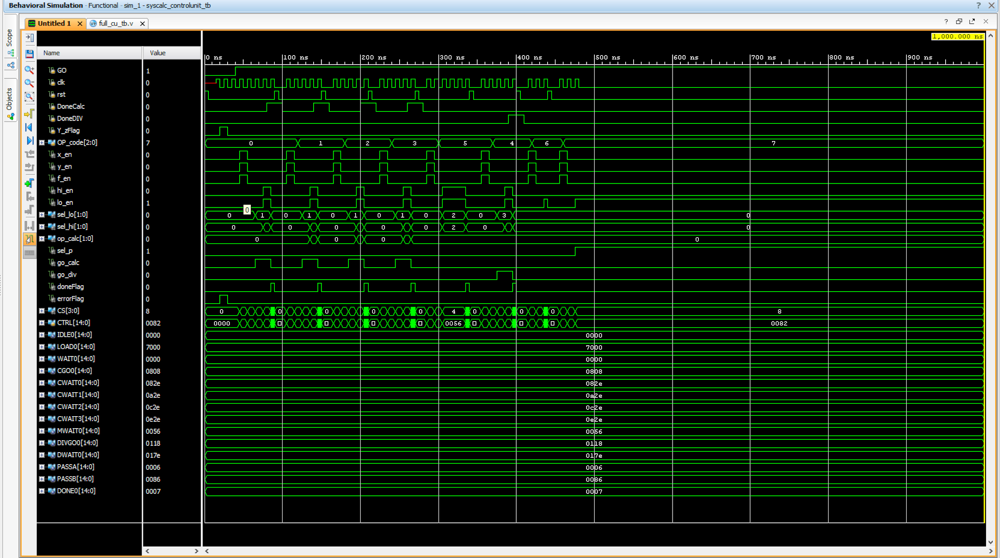 Behavioral Simulation - Functional - sim_1 - syscalc_controlunit_tb
Scope
Objects
Untitled 1
full_cu_tb.v
1,000.000 ns
Name Value
0 ns 100 ns 200 ns 300 ns 400 ns 500 ns 600 ns 700 ns 800 ns 900 ns
GO 1
clk 0
rst 0
DoneCalc 0
DoneDIV 0
Y_zFlag 0
OP_code[2:0] 7 0 1 2 3 5 4 6 7
x_en 0
y_en 0
f_en 0
hi_en 0
lo_en 1
0
sel_lo[1:0] 0 0 1 0 1 0 1 0 1 0 2 0 3 0
sel_hi[1:0] 0 0 0 0 0 0 2 0 0
op_calc[1:0] 0 0 0 0 0
sel_p 1
go_calc 0
go_div 0
doneFlag 0
errorFlag 0
CS[3:0] 8 0 0 0 0 0 4 0 0 0 8
CTRL[14:0] 0082 0000 0056 0082
IDLE0[14:0] 0000 0000
LOAD0[14:0] 7000 7000
WAIT0[14:0] 0000 0000
CGO0[14:0] 0808 0808
CWAIT0[14:0] 082e 082e
CWAIT1[14:0] 0a2e 0a2e
CWAIT2[14:0] 0c2e 0c2e
CWAIT3[14:0] 0e2e 0e2e
MWAIT0[14:0] 0056 0056
DIVGO0[14:0] 0118 0118
DWAIT0[14:0] 017e 017e
PASSA[14:0] 0006 0006
PASSB[14:0] 0086 0086
DONE0[14:0] 0007 0007